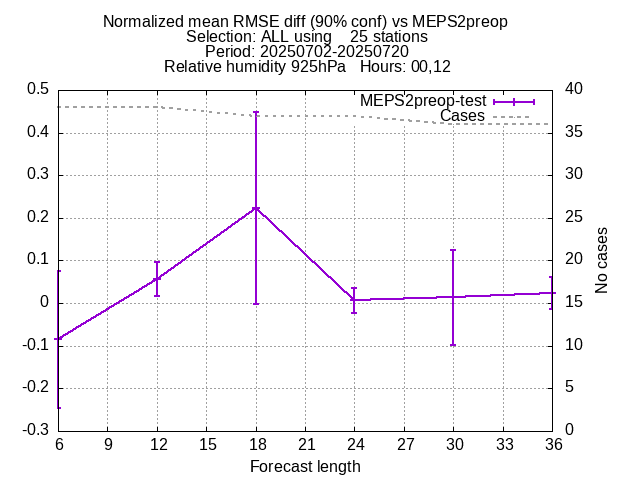 Normalized mean RMSE diff (90% conf) vs MEPS2preop
Selection: ALL using    25 stations
Period: 20250702-20250720
Relative humidity 925hPa   Hours: 00,12
MEPS2preop-test
Cases
0.5
0.4
0.3
0.2
0.1
0
-0.1
-0.2
-0.3
40
35
30
25
20
15
10
5
0
No cases
6 9 12 15 18 21 24 27 30 33 36
Forecast length